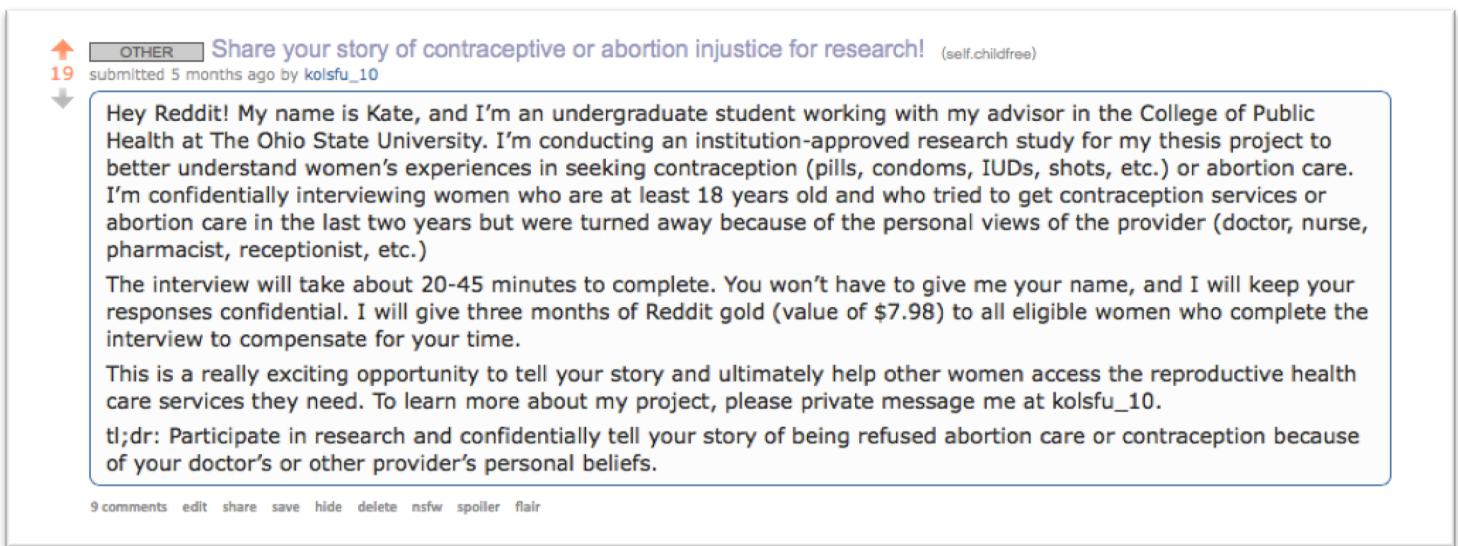 OTHER Share your story of contraceptive or abortion injustice for research! (self.childfree)
19 submitted 5 months ago by kolsfu_10
Hey Reddit! My name is Kate, and I’m an undergraduate student working with my advisor in the College of Public
Health at The Ohio State University. I’m conducting an institution-approved research study for my thesis project to
better understand women’s experiences in seeking contraception (pills, condoms, IUDs, shots, etc.) or abortion care.
I’m confidentially interviewing women who are at least 18 years old and who tried to get contraception services or
abortion care in the last two years but were turned away because of the personal views of the provider (doctor, nurse,
pharmacist, receptionist, etc.)
The interview will take about 20-45 minutes to complete. You won’t have to give me your name, and I will keep your
responses confidential. I will give three months of Reddit gold (value of $7.98) to all eligible women who complete the
interview to compensate for your time.
This is a really exciting opportunity to tell your story and ultimately help other women access the reproductive health
care services they need. To learn more about my project, please private message me at kolsfu_10.
tl;dr: Participate in research and confidentially tell your story of being refused abortion care or contraception because
of your doctor’s or other provider’s personal beliefs.
9 comments edit share save hide delete nsfw spoiler flair